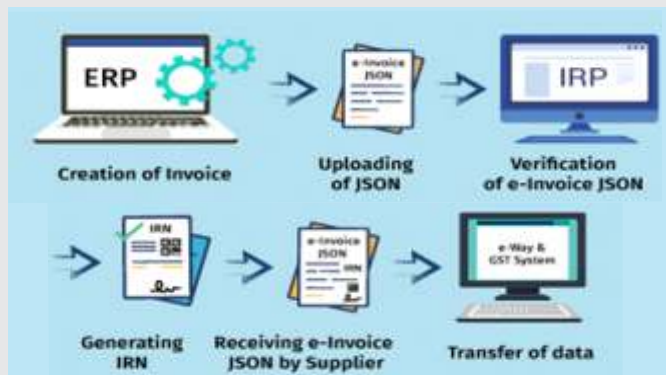 ERP
e-Invoice
JSON
IRP
Creation of Invoice
Uploading
of JSON
Verification
of e-Invoice JSON
IRN
e-Invoice
JSON
IRN
e-Way &
GST System
Generating
IRN
Receiving e-Invoice
JSON by Supplier
Transfer of data